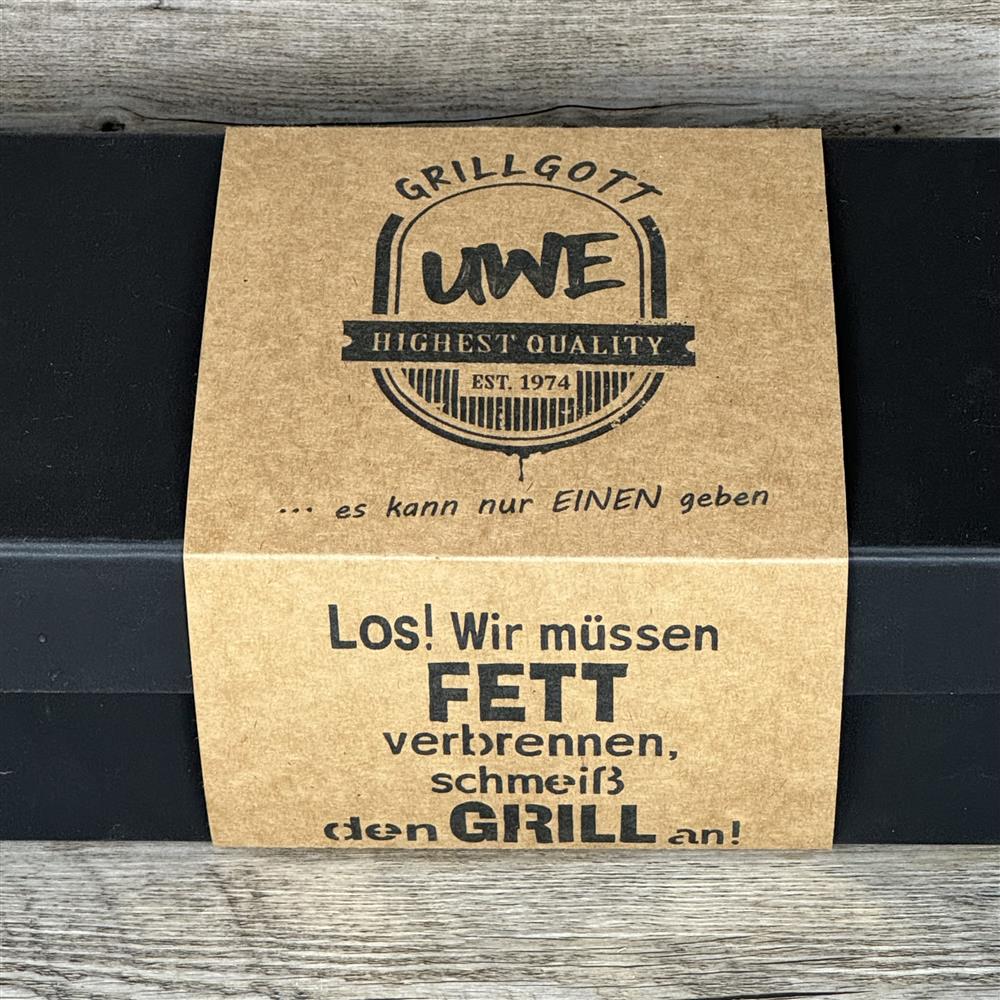 GRILLGOTT
UWE
HIGHEST QUALITY
EST. 1974
... es kann nur EINEN geben
Los! Wir müssen
FETT
verbrennen,
schmeiß
den GRILL an!